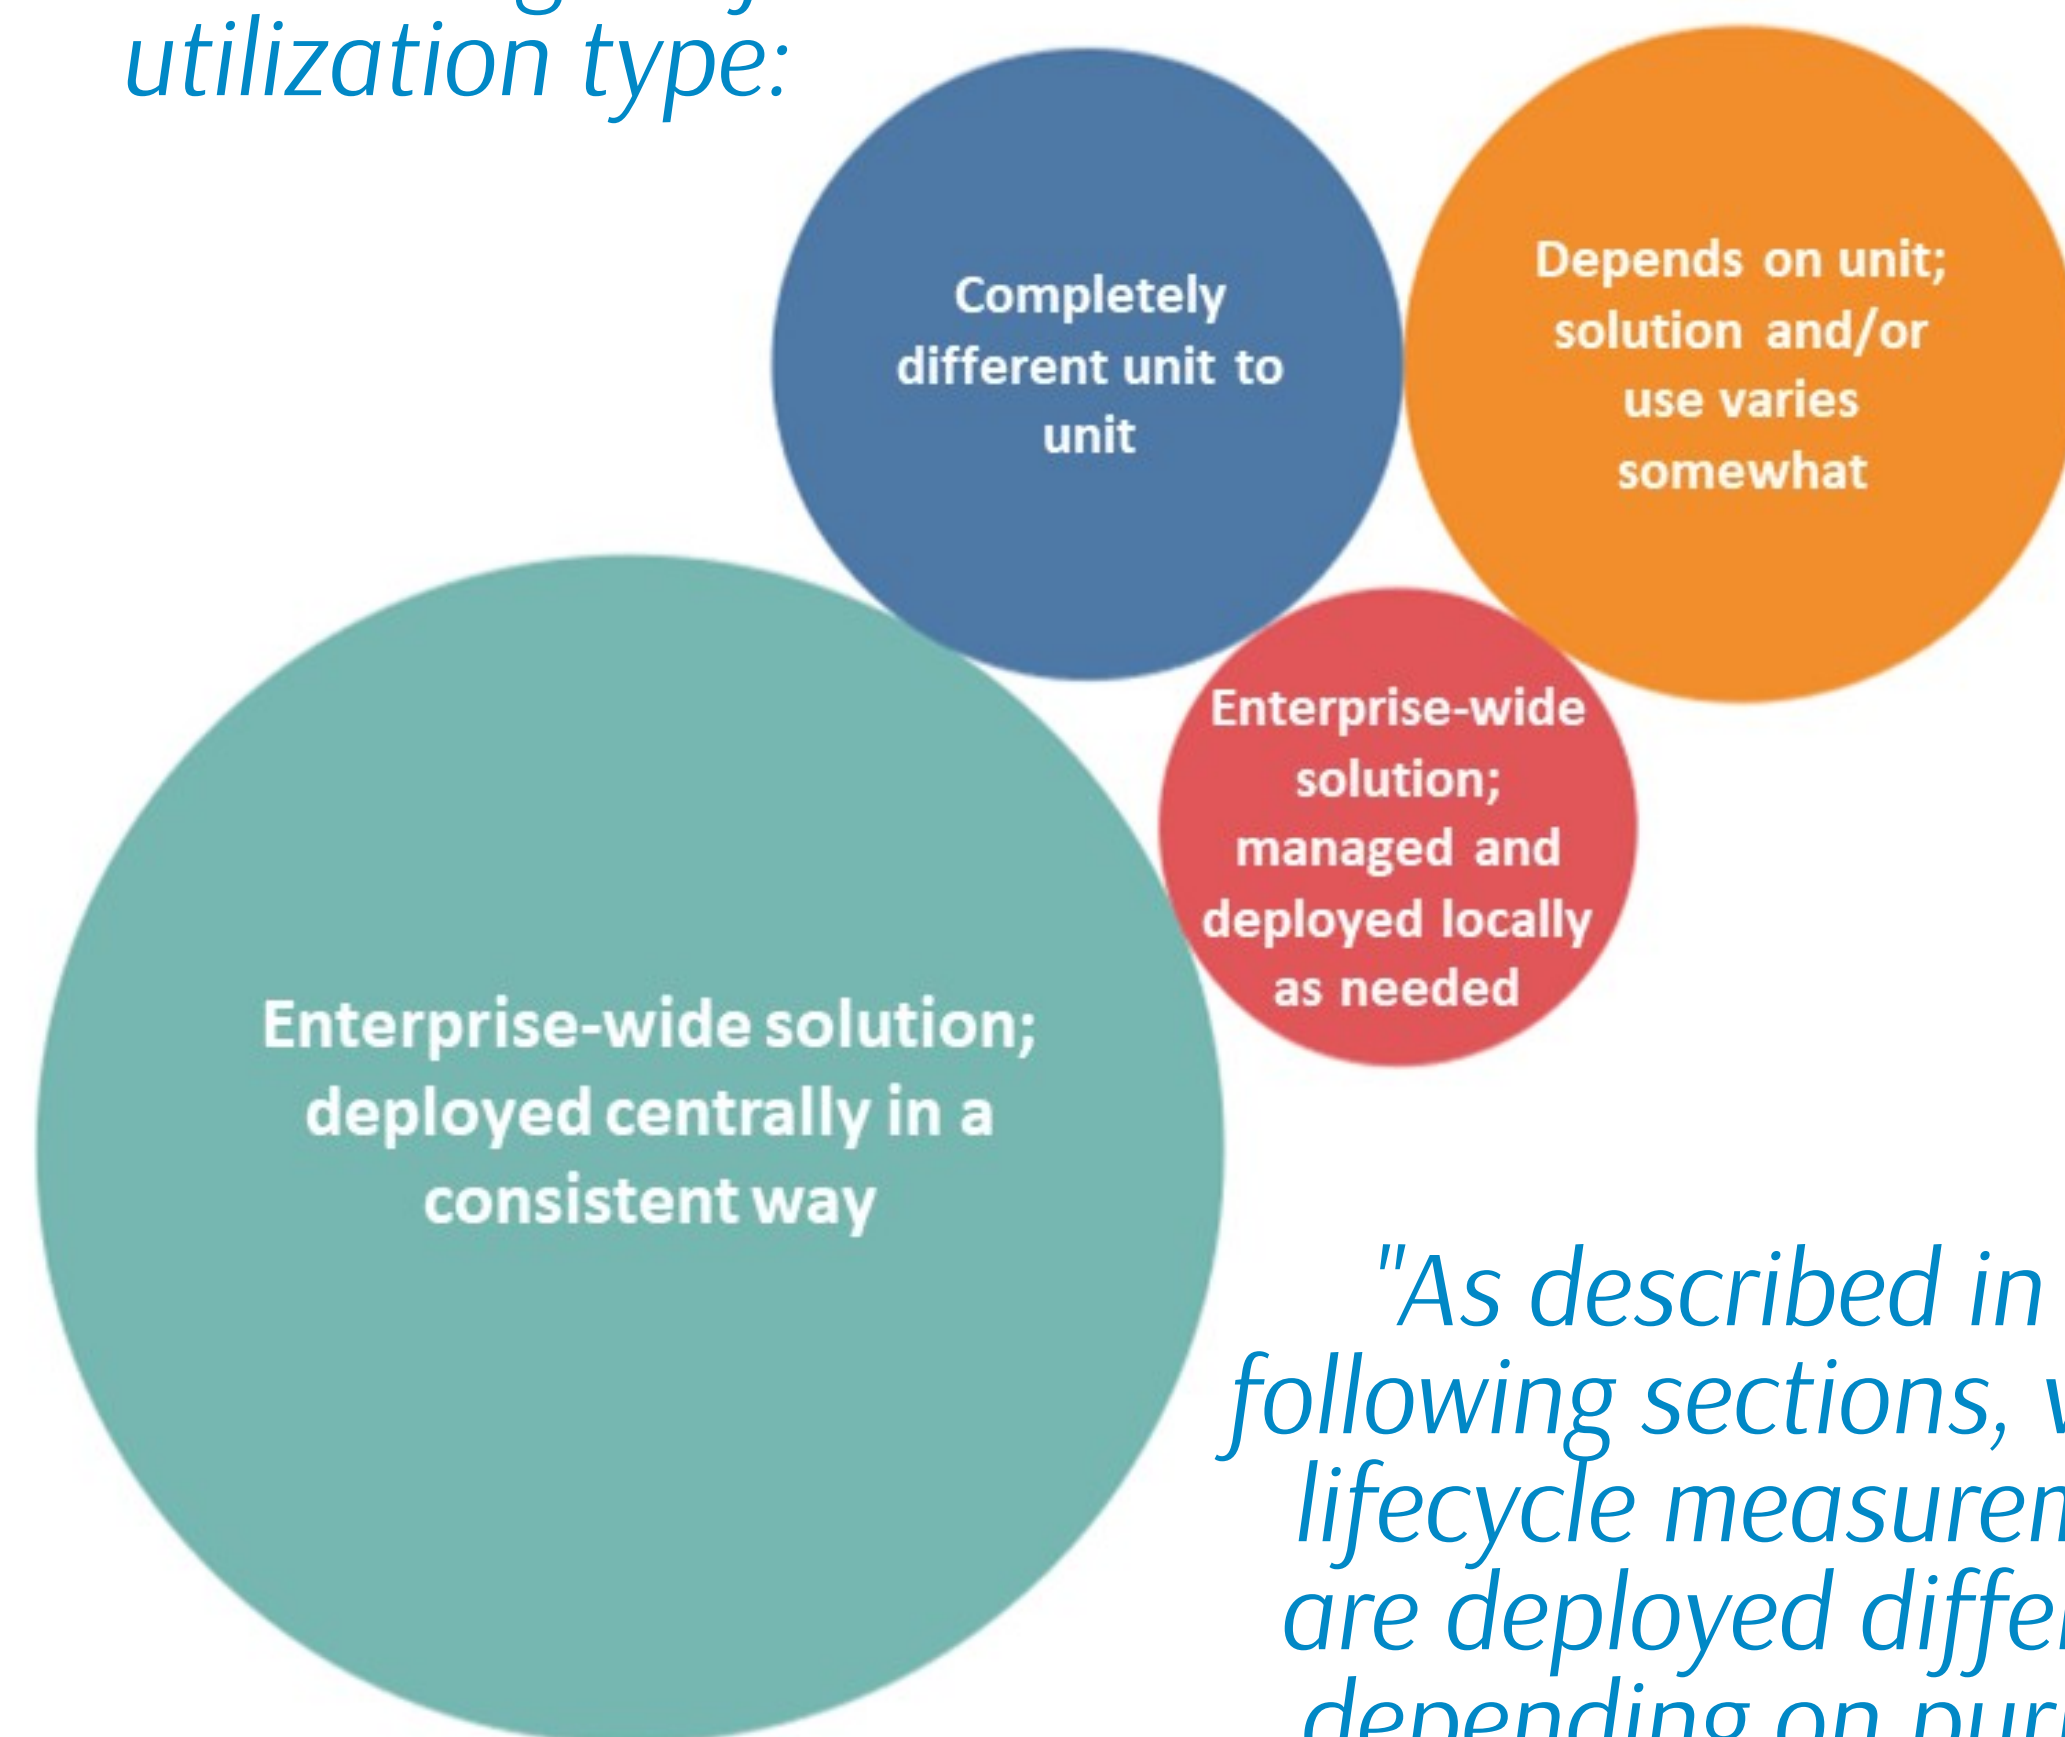 utilization type:
Completely
different unit to
unit
Depends on unit;
solution and/or
use varies
somewhat
Enterprise-wide
solution;
managed and
deployed locally
as needed
Enterprise-wide solution;
deployed centrally in a
consistent way
"As described in
following sections,
lifecycle
are deployed
depending on